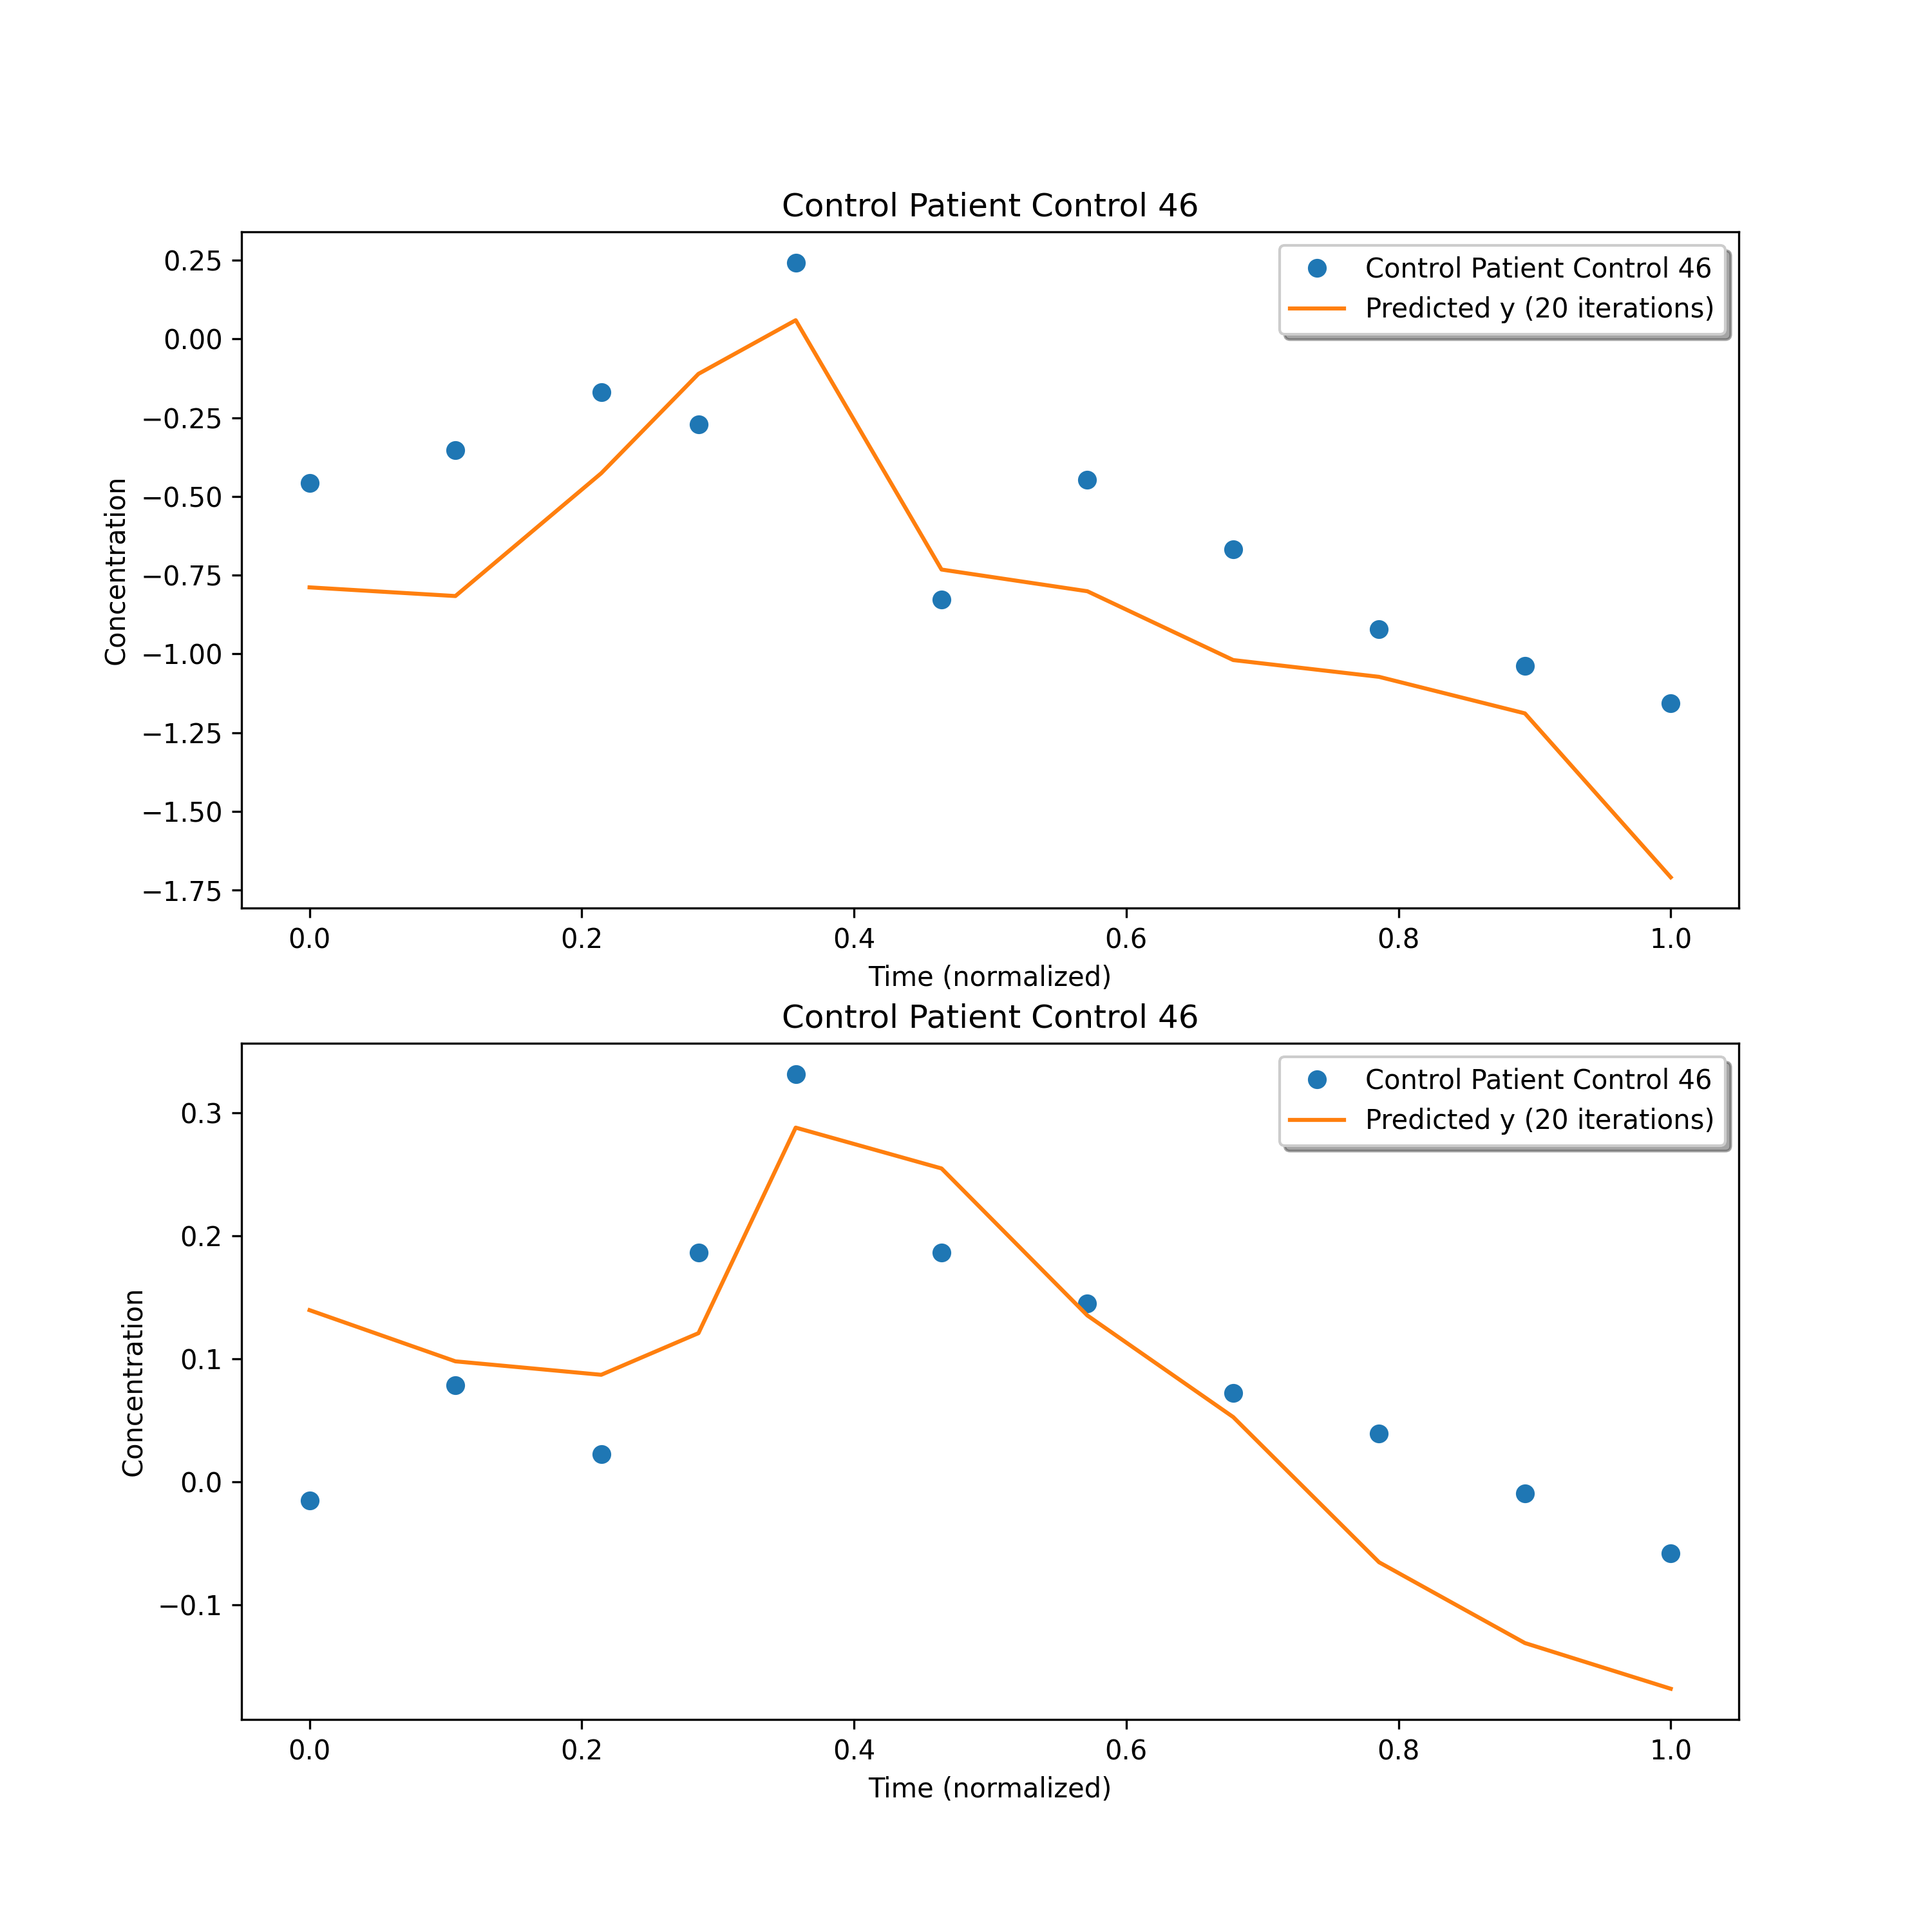 Control Patient Control 46
Control Patient Control 46
Predicted y (20 iterations)
0.25
0.00
−0.25
−0.50
−0.75
−1.00
−1.25
−1.50
−1.75
Concentration
0.0 0.2 0.4 0.6 0.8 1.0
Time (normalized)
Control Patient Control 46
Control Patient Control 46
Predicted y (20 iterations)
0.3
0.2
0.1
0.0
−0.1
Concentration
0.0 0.2 0.4 0.6 0.8 1.0
Time (normalized)